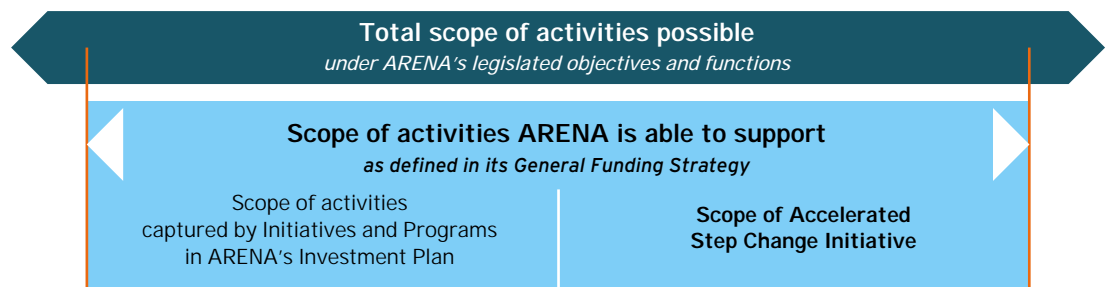 Total scope of activities possible
under ARENA's legislated objectives and functions
Scope of activities ARENA is able to support
as defined in its General Funding Strategy
Scope of activities
captured by Initiatives and Programs
in ARENA's Investment Plan
Scope of Accelerated
Step Change Initiative